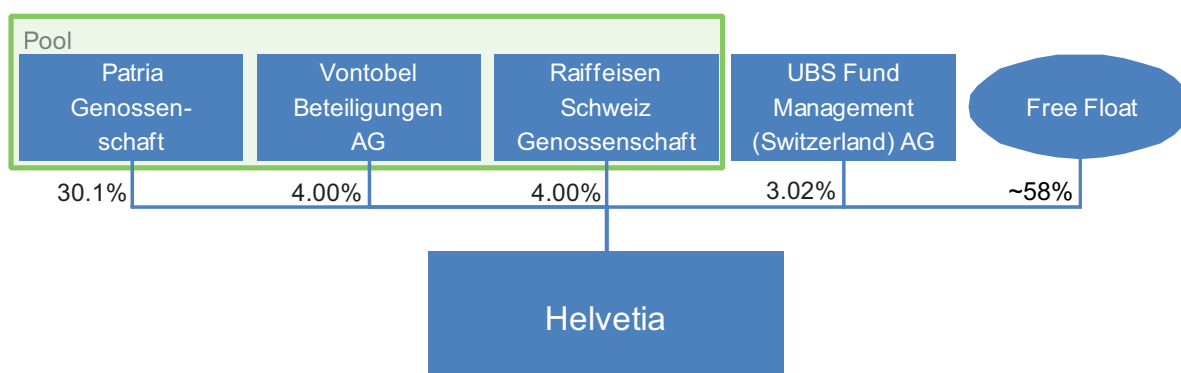 Pool
Patria
Genossen-
schaft
Vontobel
Beteiligungen
AG
Raiffeisen
Schweiz
Genossenschaft
UBS Fund
Management
(Switzerland) AG
Free Float
30.1%
4.00%
4.00%
3.02%
~58%
Helvetia